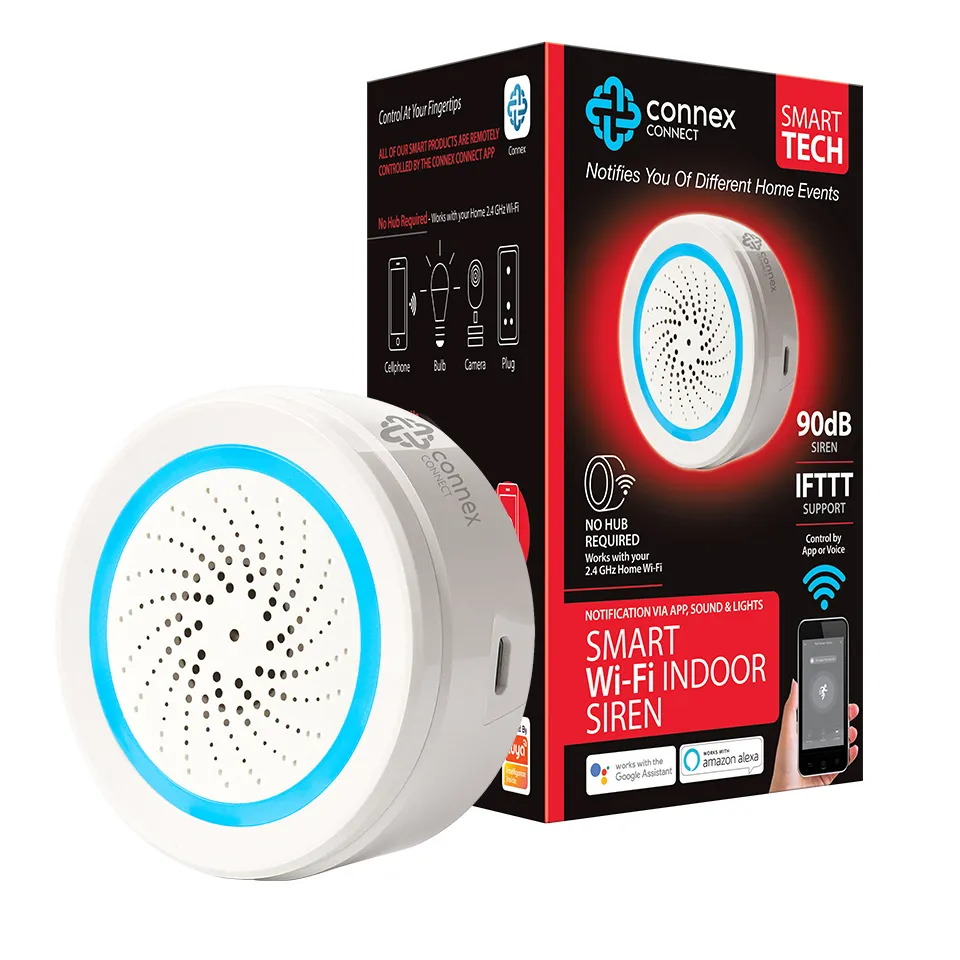 Control At Your Fingertips
ALL OF OUR SMART PRODUCTS ARE REMOTELY
CONTROLLED BY THE CONNEX CONNECT APP
Connex
No Hub Required - Works with your Home 2.4 GHz Wi-Fi
Cellphone
Bulb
Camera
Plug
connex
CONNECT
SMART
TECH
Notifies You Of Different Home Events
connex
CONNECT
90dB
SIREN
IFTTT
SUPPORT
Control by
App or Voice
NO HUB
REQUIRED
Works with your
2.4 GHz Home Wi-Fi
NOTIFICATION VIA APP, SOUND & LIGHTS
SMART
Wi-Fi INDOOR
SIREN
works with the
Google Assistant
WORKS WITH
amazon alexa
connex
CONNECT
By